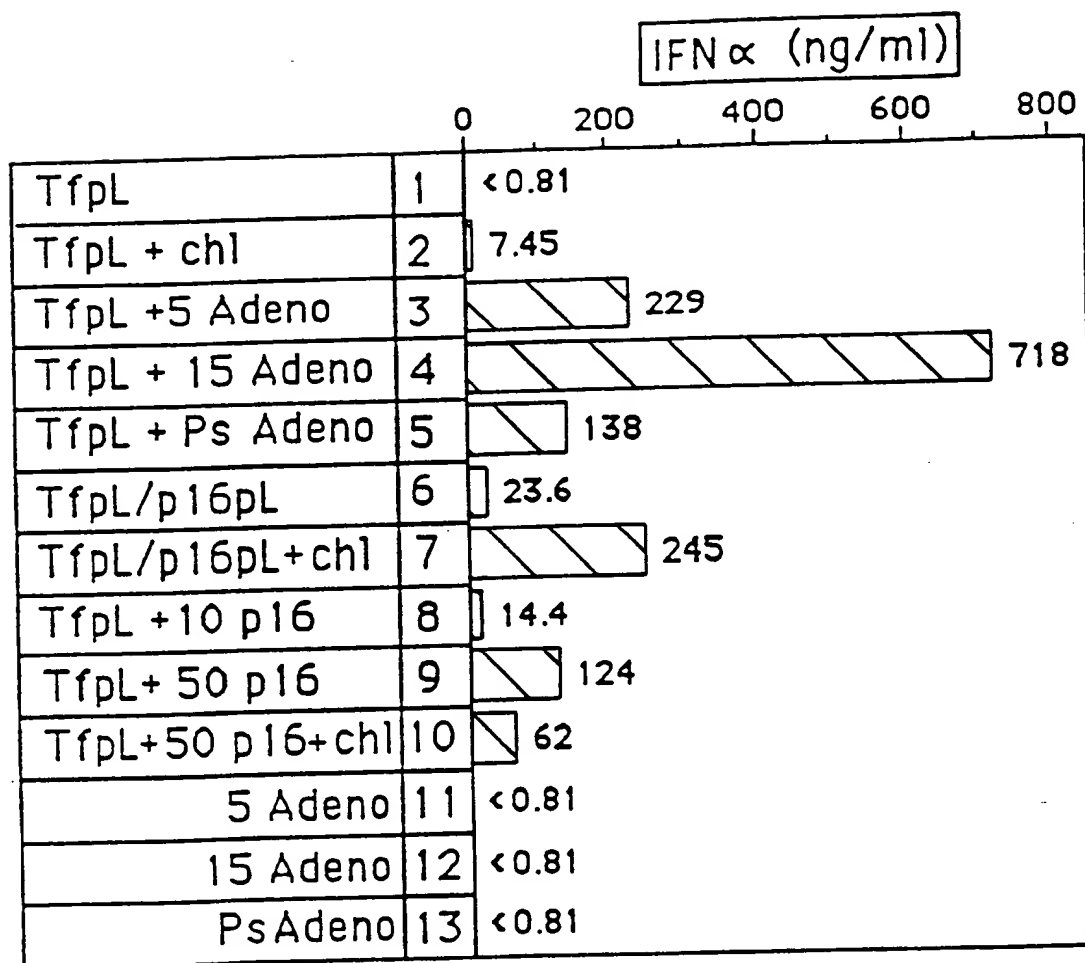 IFN∝ (ng/ml)
0 200 400 600 800
TfpL 1 <0.81
TfpL + chl 2 7.45
TfpL +5 Adeno 3 229
TfpL + 15 Adeno 4 718
TfpL + Ps Adeno 5 138
TfpL/p16pL 6 23.6
TfpL/p16pL+chl 7 245
TfpL +10 p16 8 14.4
TfpL+ 50 p16 9 124
TfpL+50 p16+chl 10 62
5 Adeno 11 <0.81
15 Adeno 12 <0.81
Ps Adeno 13 <0.81